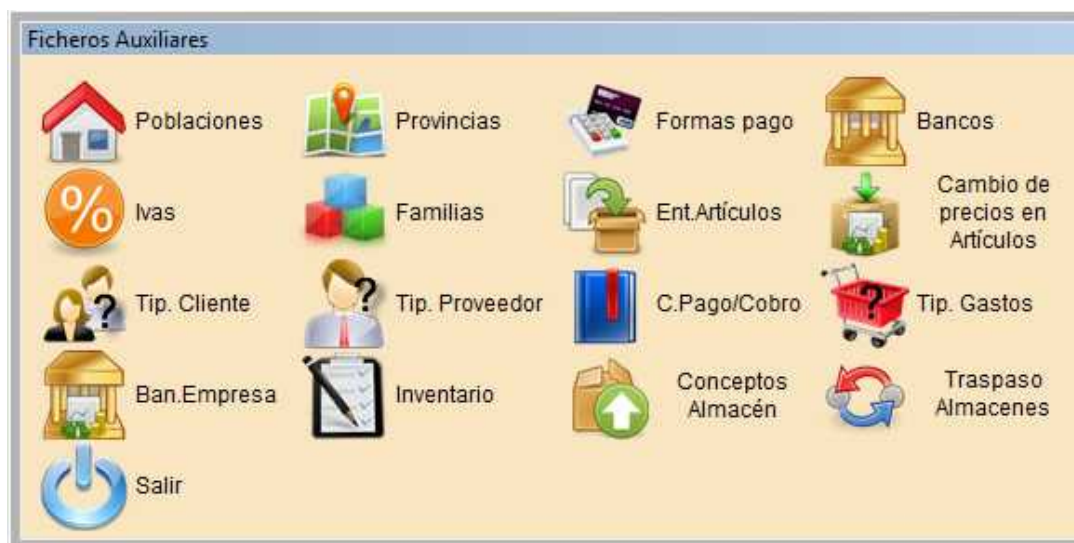 Ficheros Auxiliares
Poblaciones
Provincias
Formas pago
Bancos
%
Ivas
Familias
Ent.Artículos
Cambio de
precios en
Artículos
?
Tip. Cliente
?
Tip. Proveedor
C.Pago/Cobro
?
Tip. Gastos
Ban.Empresa
Inventario
Conceptos
Almacén
Traspaso
Almacenes
Salir